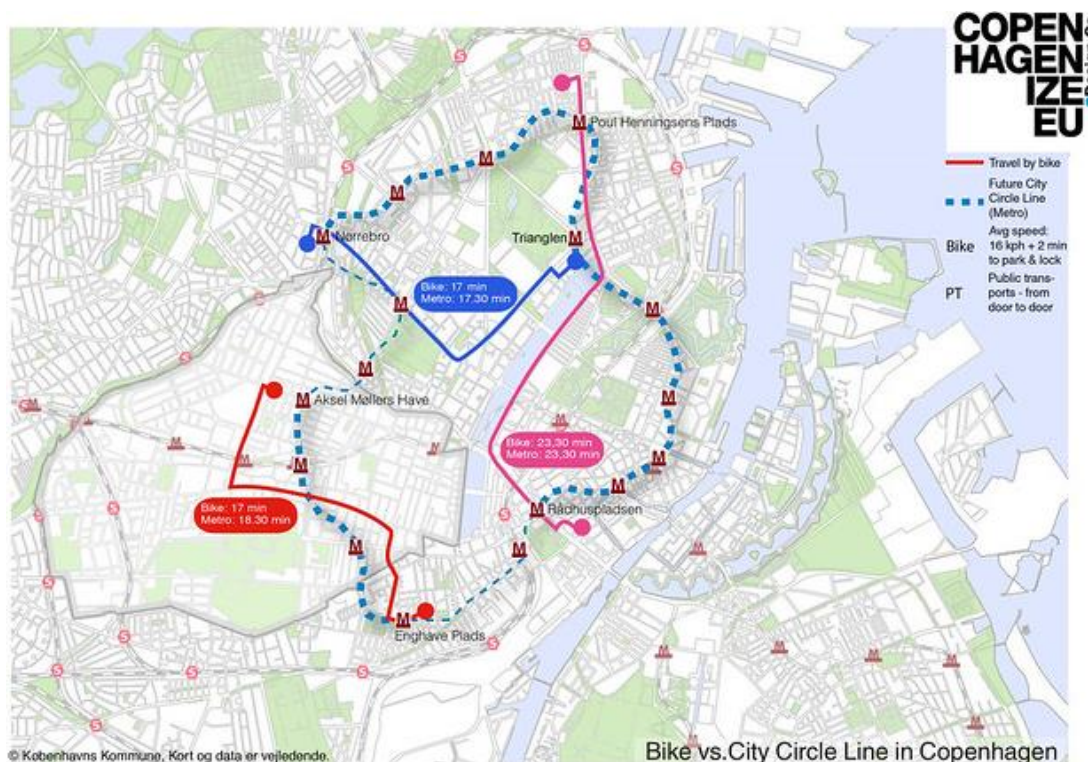 COPEN
HAGEN
IZE
EU
Travel by bike
Future City
Circle Line
(Metro)
Bike
Avg speed:
16 kph + 2 min
to park & lock
PT
Public trans-
ports - from
door to door
Poul Henningsens Plads
Nørrebro
Trianglen
Bike: 17 min
Metro: 17.30 min
Aksel Møllers Have
Bike: 23,30 min
Metro: 23,30 min
Bike: 17 min
Metro: 18.30 min
Rådhuspladsen
Enghave Plads
© Københavns Kommune, Kort og data er vejledende.
Bike vs.City Circle Line in Copenhagen